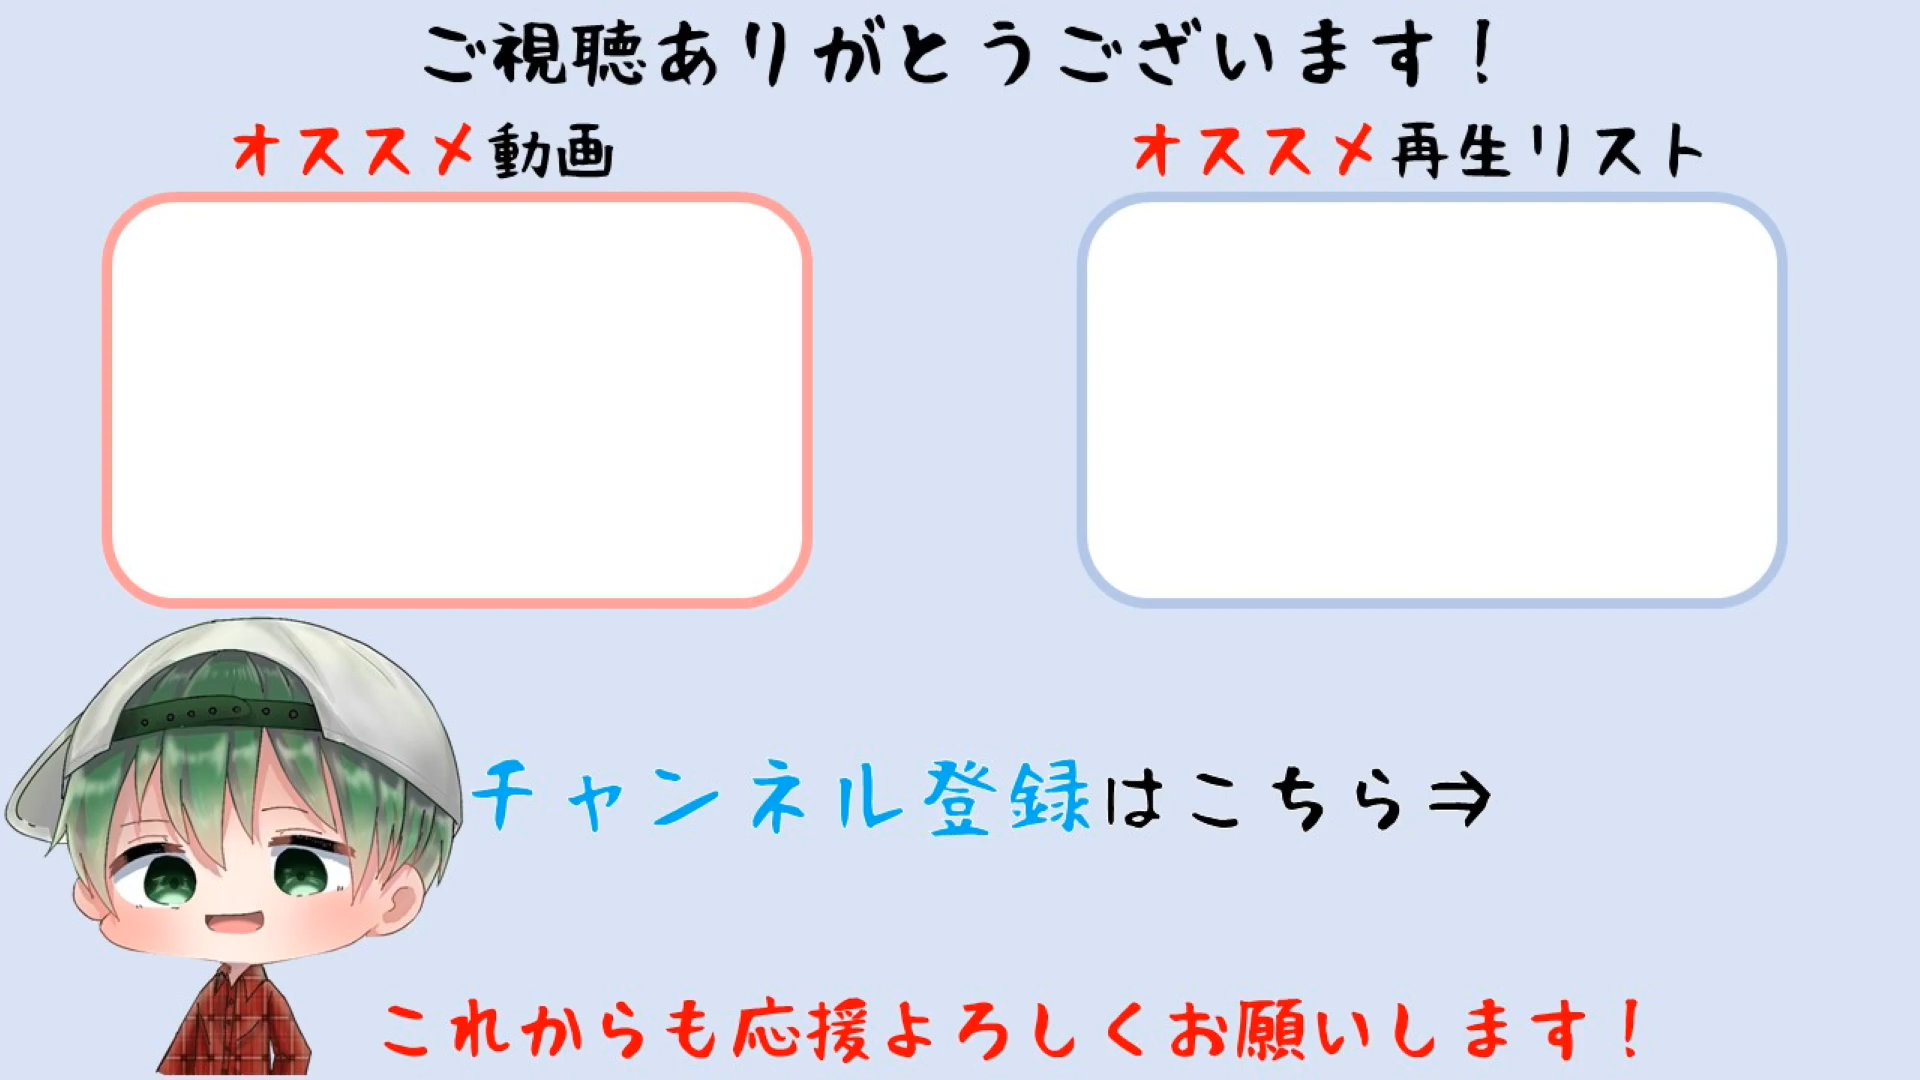 ご視聴ありがとうございます！
オススメ動画
オススメ再生リスト
チャンネル登録はこちら⇒
これからも応援よろしくお願いします！